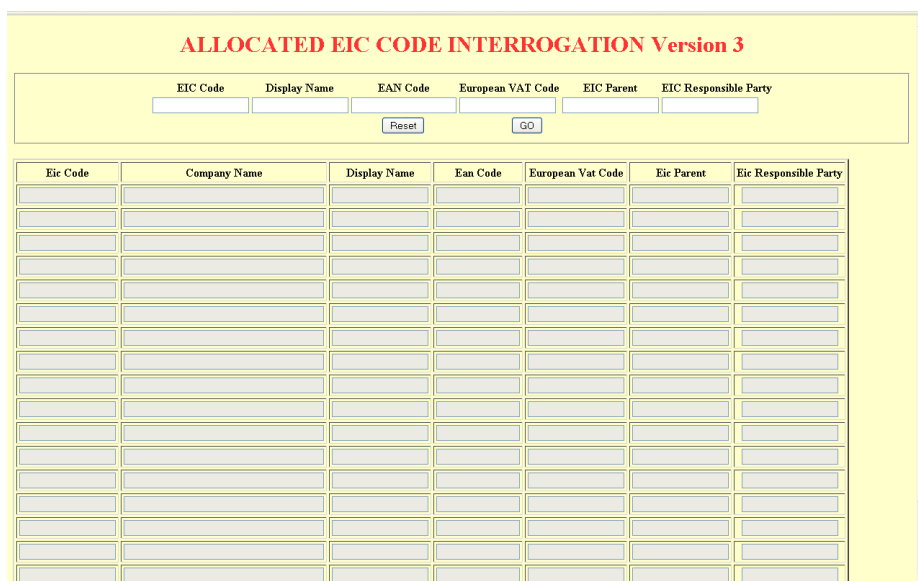 ALLOCATED EIC CODE INTERROGATION Version 3
EIC Code Display Name EAN Code European VAT Code EIC Parent EIC Responsible Party
Reset GO
Eic Code Company Name Display Name Ean Code European Vat Code Eic Parent Eic Responsible Party